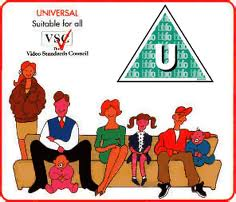 UNIVERSAL
Suitable for all
VSC
The
Video Standards Council
U